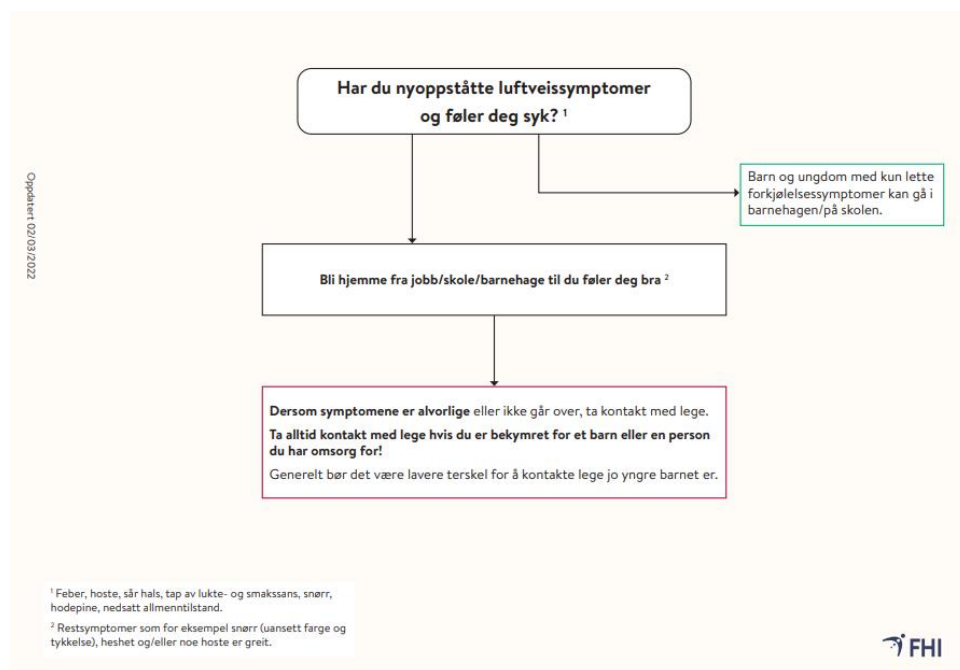 Har du nyoppståtte luftveissymptomer
og føler deg syk? ¹
Barn og ungdom med kun lette
forkjølelsessymptomer kan gå i
barnehagen/på skolen.
Oppdatert 02/03/2022
Bli hjemme fra jobb/skole/barnehage til du føler deg bra ²
Dersom symptomene er alvorlige eller ikke går over, ta kontakt med lege.
Ta alltid kontakt med lege hvis du er bekymret for et barn eller en person
du har omsorg for!
Generelt bør det være lavere terskel for å kontakte lege jo yngre barnet er.
¹ Feber, hoste, sår hals, tap av lukte- og smakssans, snørr,
hodepine, nedsatt allmenntilstand.
² Restsymptomer som for eksempel snørr (uansett farge og
tykkelse), heshet og/eller noe hoste er greit.
FHI